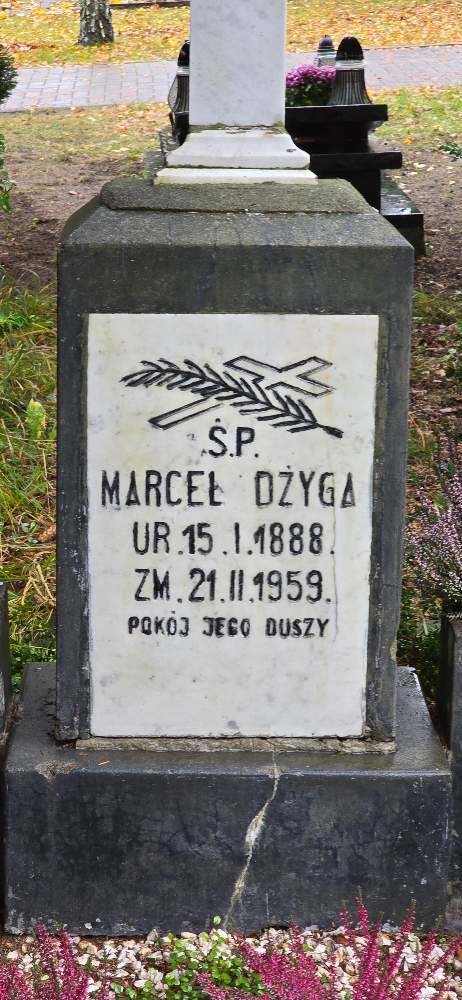 Ś.P.
MARCEŁ DŻYGA
UR.15.I.1888.
ZM.21.II.1959.
POKÓJ JEGO DUSZY